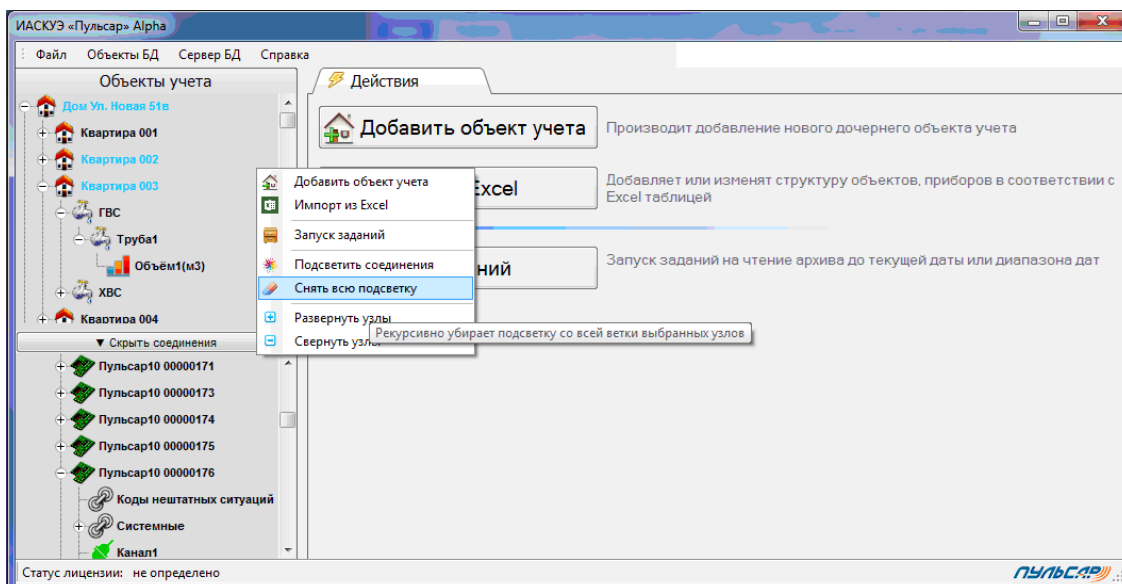 ИАСКУЭ «Пульсар» Alpha
Файл Объекты БД Сервер БД Справка
Объекты учета
Дом Ул. Новая 51в
Квартира 001
Квартира 002
Квартира 003
ГВС
Труба1
Объём1(м3)
ХВС
Квартира 004
▼ Скрыть соединения
Пульсар10 00000171
Пульсар10 00000173
Пульсар10 00000174
Пульсар10 00000175
Пульсар10 00000176
Коды нештатных ситуаций
Системные
Канал1
Действия
Добавить объект учета
Производит добавление нового дочернего объекта учета
Excel
Добавляет или изменят структуру объектов, приборов в соответствии с
Excel таблицей
ний
Запуск заданий на чтение архива до текущей даты или диапазона дат
Добавить объект учета
Импорт из Excel
Запуск заданий
Подсветить соединения
Снять всю подсветку
Развернуть узлы
Свернуть узлы
Рекурсивно убирает подсветку со всей ветки выбранных узлов
Статус лицензии: не определено
ПУЛЬСАР